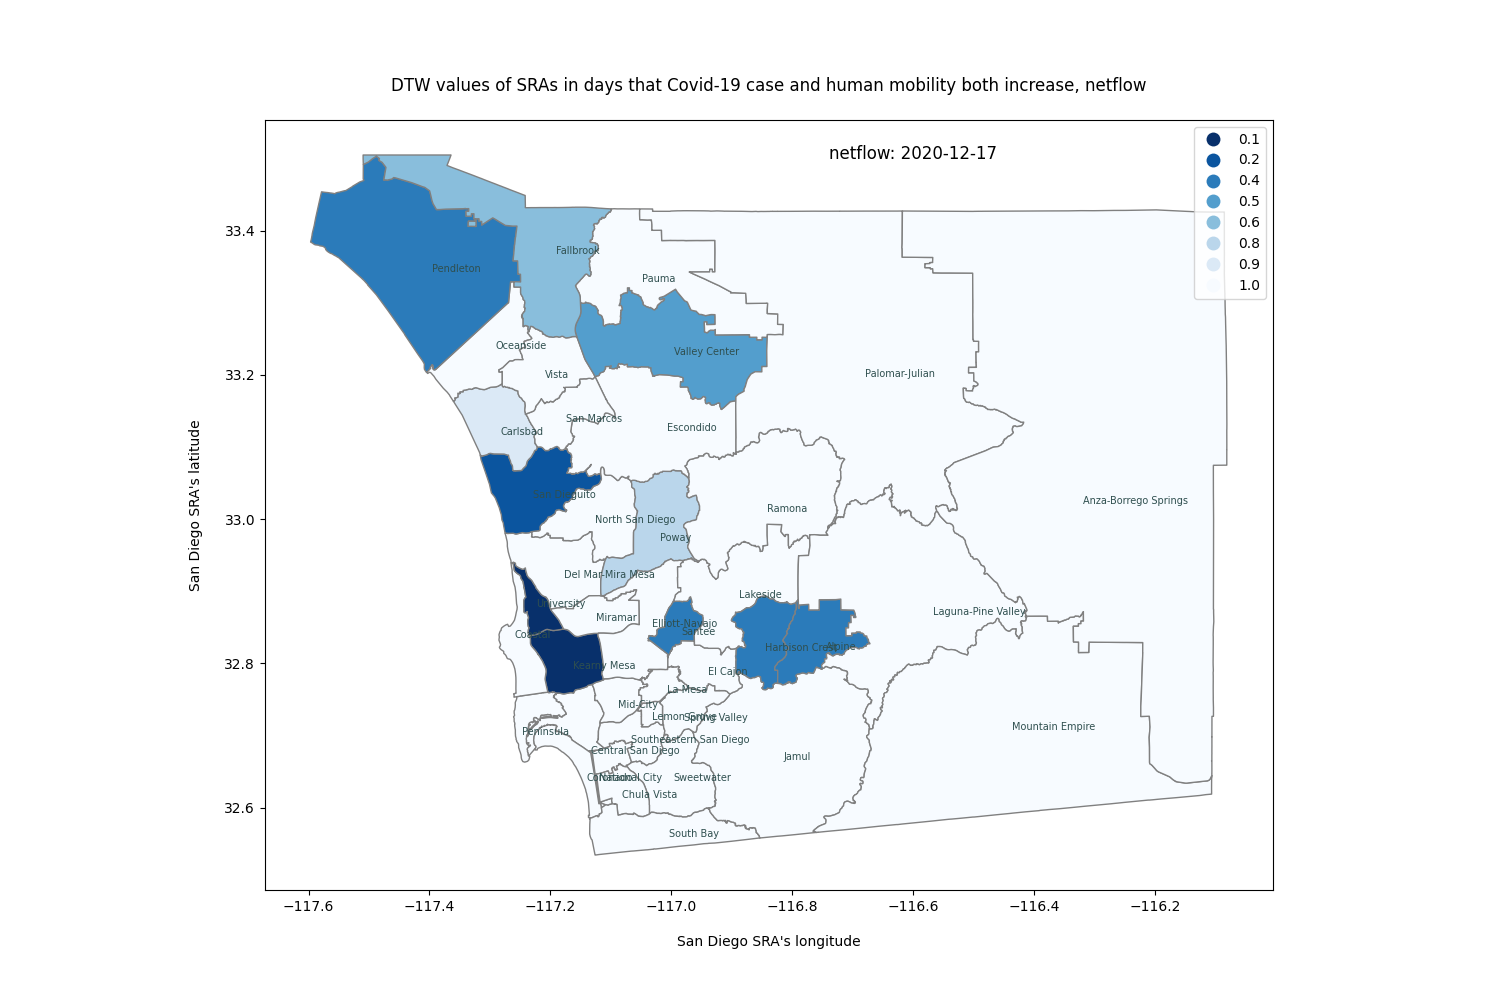 DTW values of SRAs in days that Covid-19 case and human mobility both increase, netflow
netflow: 2020-12-17
0.1
0.2
0.4
0.5
0.6
0.8
0.9
1.0
33.4
33.2
33.0
32.8
32.6
San Diego SRA's latitude
Fallbrook
Pendleton
Pauma
Oceanside
Valley Center
Vista
Palomar-Julian
San Marcos
Carlsbad
Escondido
Anza-Borrego Springs
Ramona
North San Diego
Poway
Del Mar-Mira Mesa
Lakeside
University
Laguna-Pine Valley
Miramar
Elliott-Navajo
Santee
Coastal
Harbison Crest
Alpine
Kearny Mesa
El Cajon
La Mesa
Mid-City
Lemon Grove
Spring Valley
Mountain Empire
Peninsula
Southeastern San Diego
Central San Diego
Jamul
Coronado
National City
Sweetwater
Chula Vista
South Bay
−117.6
−117.4
−117.2
−117.0
−116.8
−116.6
−116.4
−116.2
San Diego SRA's longitude